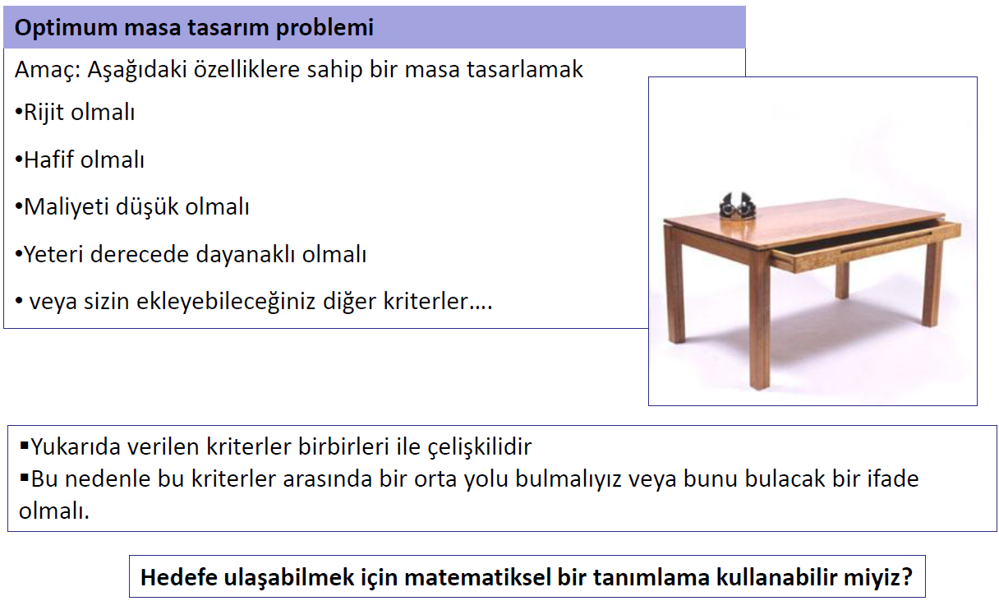 Optimum masa tasarım problemi
Amaç: Aşağıdaki özelliklere sahip bir masa tasarlamak
•Rijit olmalı
•Hafif olmalı
•Maliyeti düşük olmalı
•Yeteri derecede dayanaklı olmalı
• veya sizin ekleyebileceğiniz diğer kriterler….
▪Yukarıda verilen kriterler birbirleri ile çelişkilidir
▪Bu nedenle bu kriterler arasında bir orta yolu bulmalıyız veya bunu bulacak bir ifade
olmalı.
Hedefe ulaşabilmek için matematiksel bir tanımlama kullanabilir miyiz?